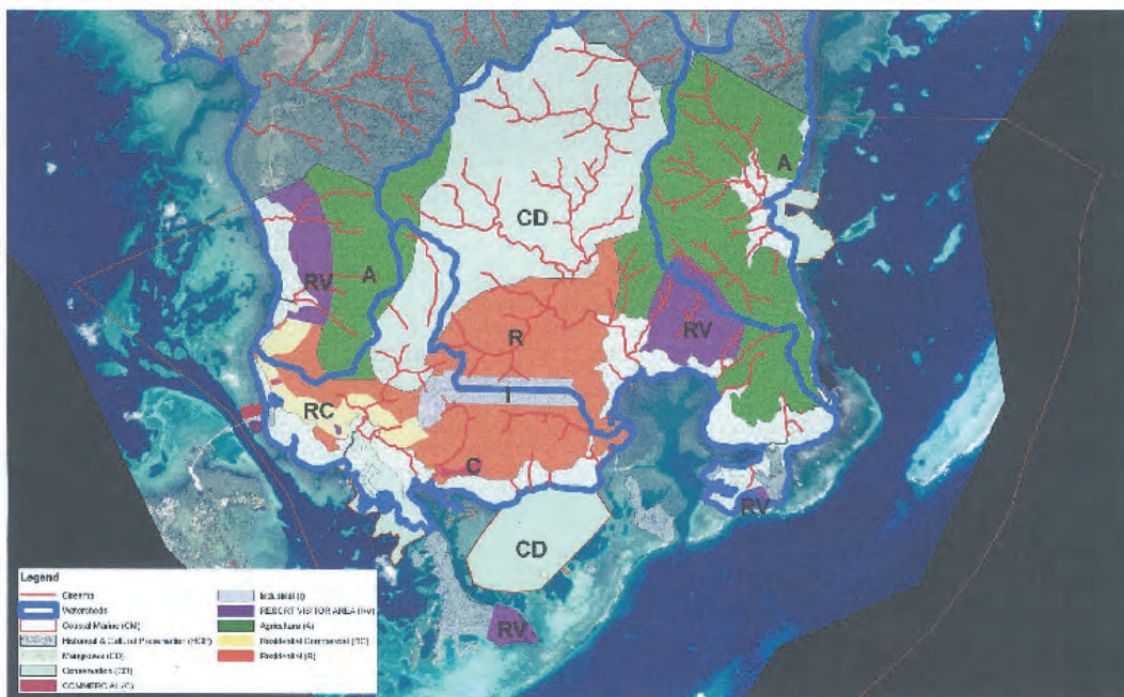 A
CD
RV
A
R
RV
I
RC
C
CD
RV
RV
Legend
Streams
Watersheds
Coastal Marine (CM)
Historical & Cultural Preservation (HCP)
Mangroves (CD)
Conservation (CD)
COMMERCIAL (C)
Industrial (I)
RESORT VISITOR AREA (RV)
Agriculture (A)
Residential Commercial (RC)
Residential (R)